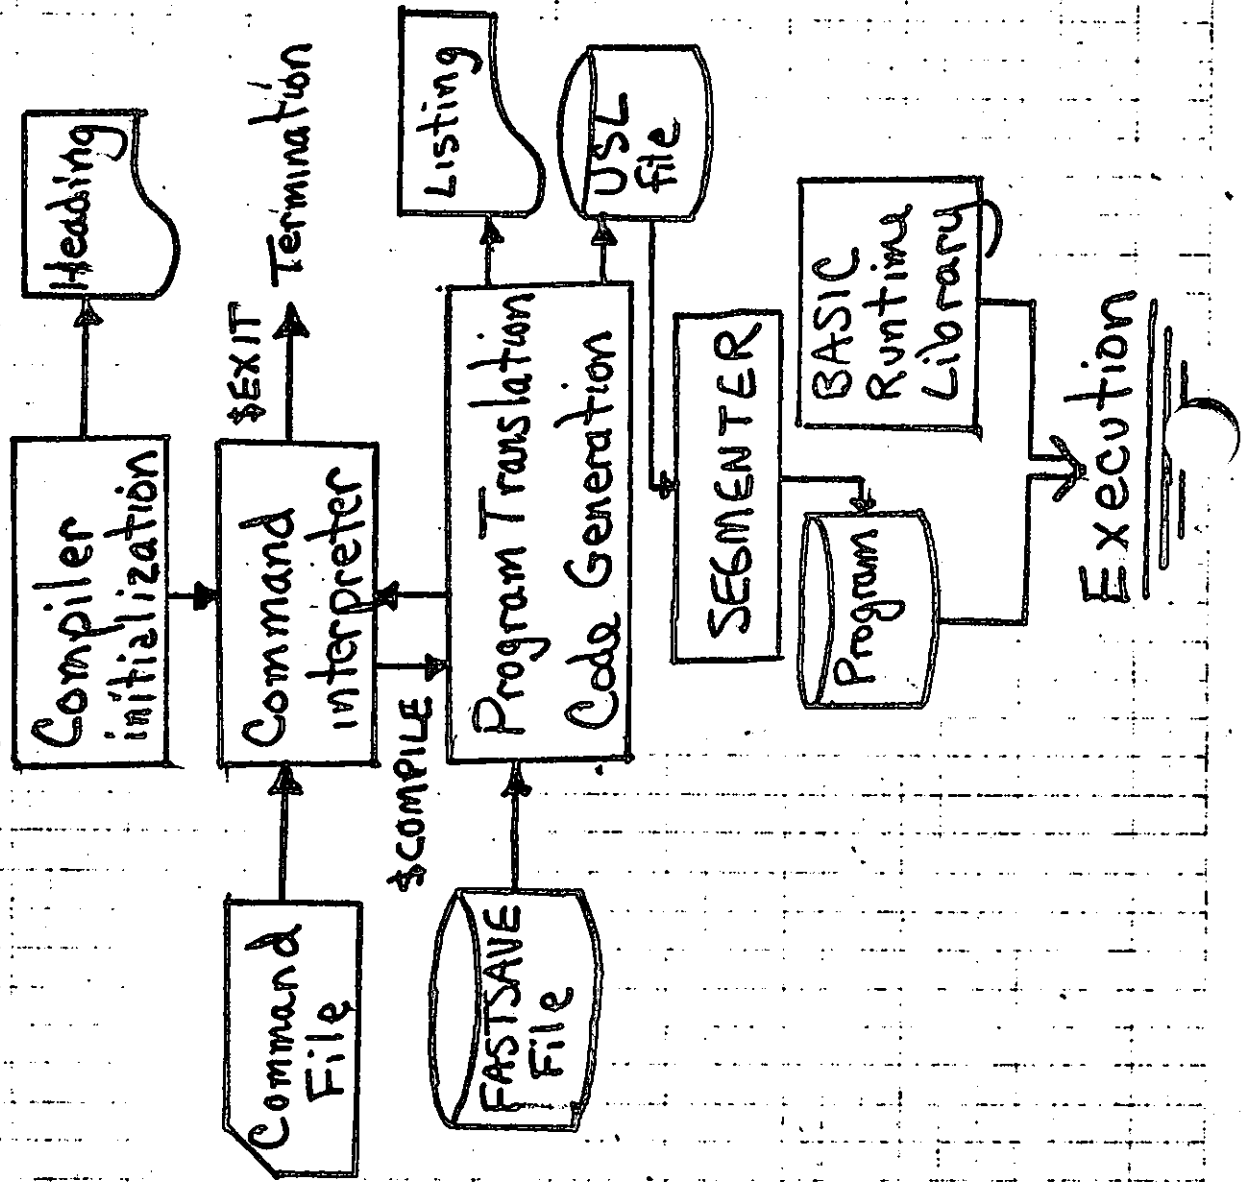 Compiler
initialization
Heading
Command
File
Command
interpreter
$EXIT
Termination
$COMPILE
FASTSAVE
File
Program Translation
Code Generation
Listing
USL
file
SEGMENTER
Program
BASIC
Runtime
Library
Execution